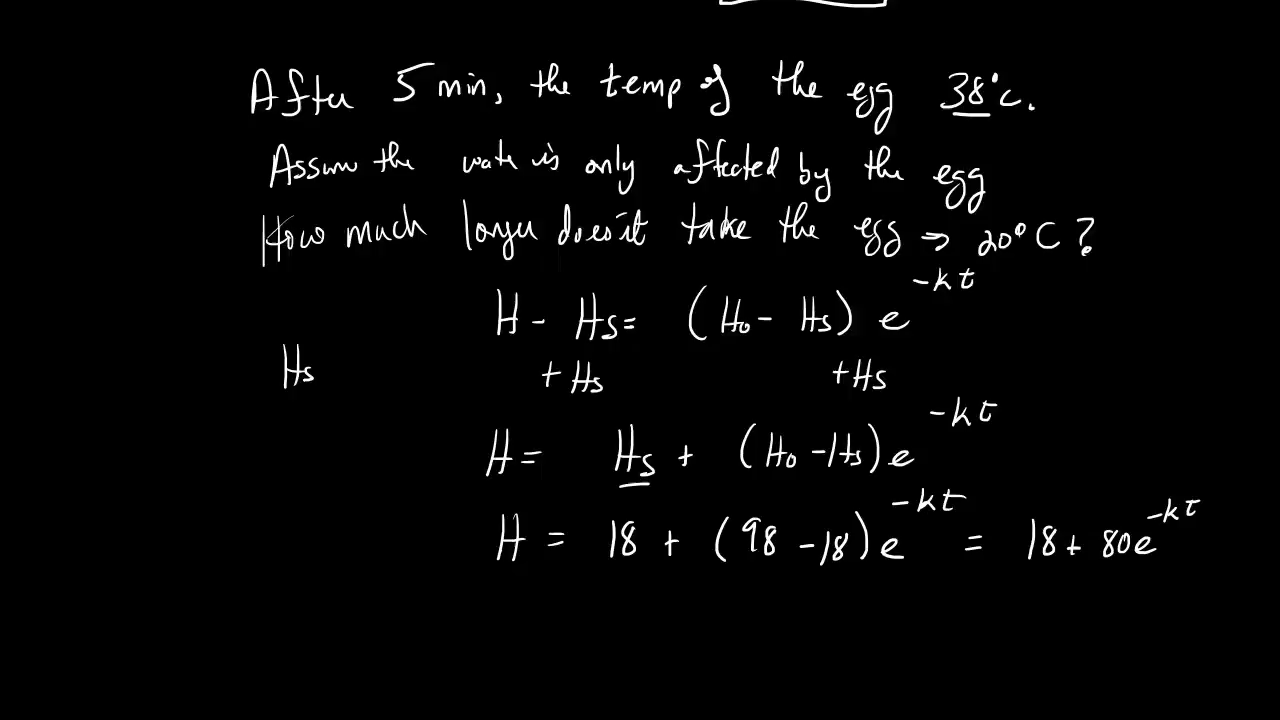 After 5 min, the temp of the egg 38°C.
Assume the water is only affected by the egg
How much longer does it take the egg ⇒ 20°C?
H - Hs = (H₀ - Hs) e^-kt
Hs + Hs + Hs
H = Hs + (H₀ - Hs) e^-kt
H = 18 + (98 - 18) e^-kt = 18 + 80e^-kt